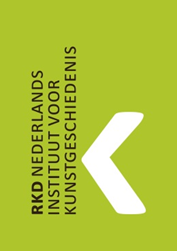 RKD NEDERLANDS
INSTITUUT VOOR
KUNSTGESCHIEDENIS